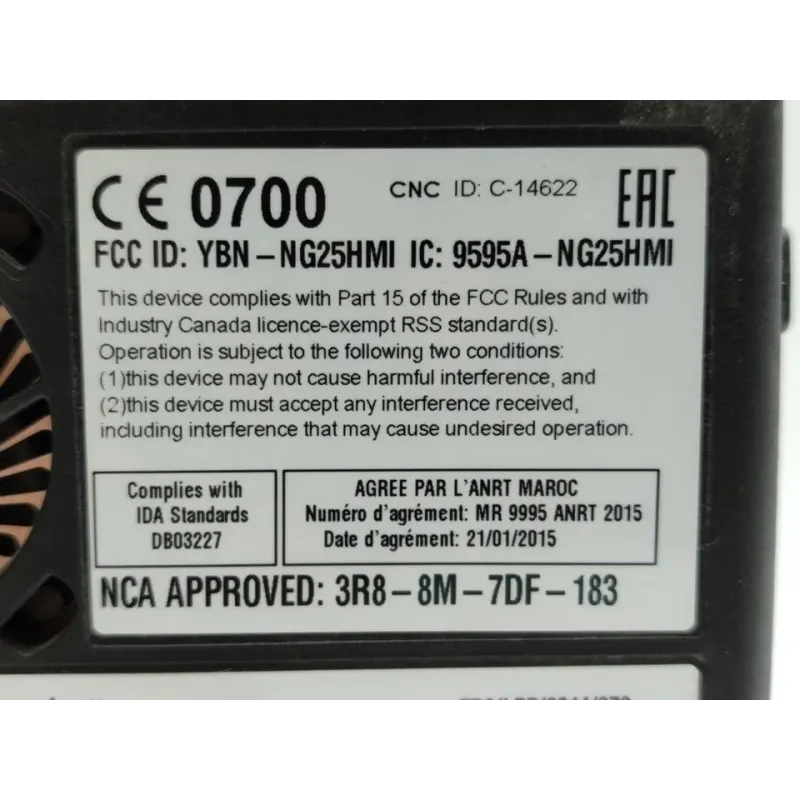 CE 0700 CNC ID: C-14622 EAC
FCC ID: YBN-NG25HMI IC: 9595A-NG25HMI
This device complies with Part 15 of the FCC Rules and with
Industry Canada licence-exempt RSS standard(s).
Operation is subject to the following two conditions:
(1)this device may not cause harmful interference, and
(2)this device must accept any interference received,
including interference that may cause undesired operation.
Complies with
IDA Standards
DB03227
AGREE PAR L'ANRT MAROC
Numéro d'agrément: MR 9995 ANRT 2015
Date d'agrément: 21/01/2015
NCA APPROVED: 3R8-8M-7DF-183